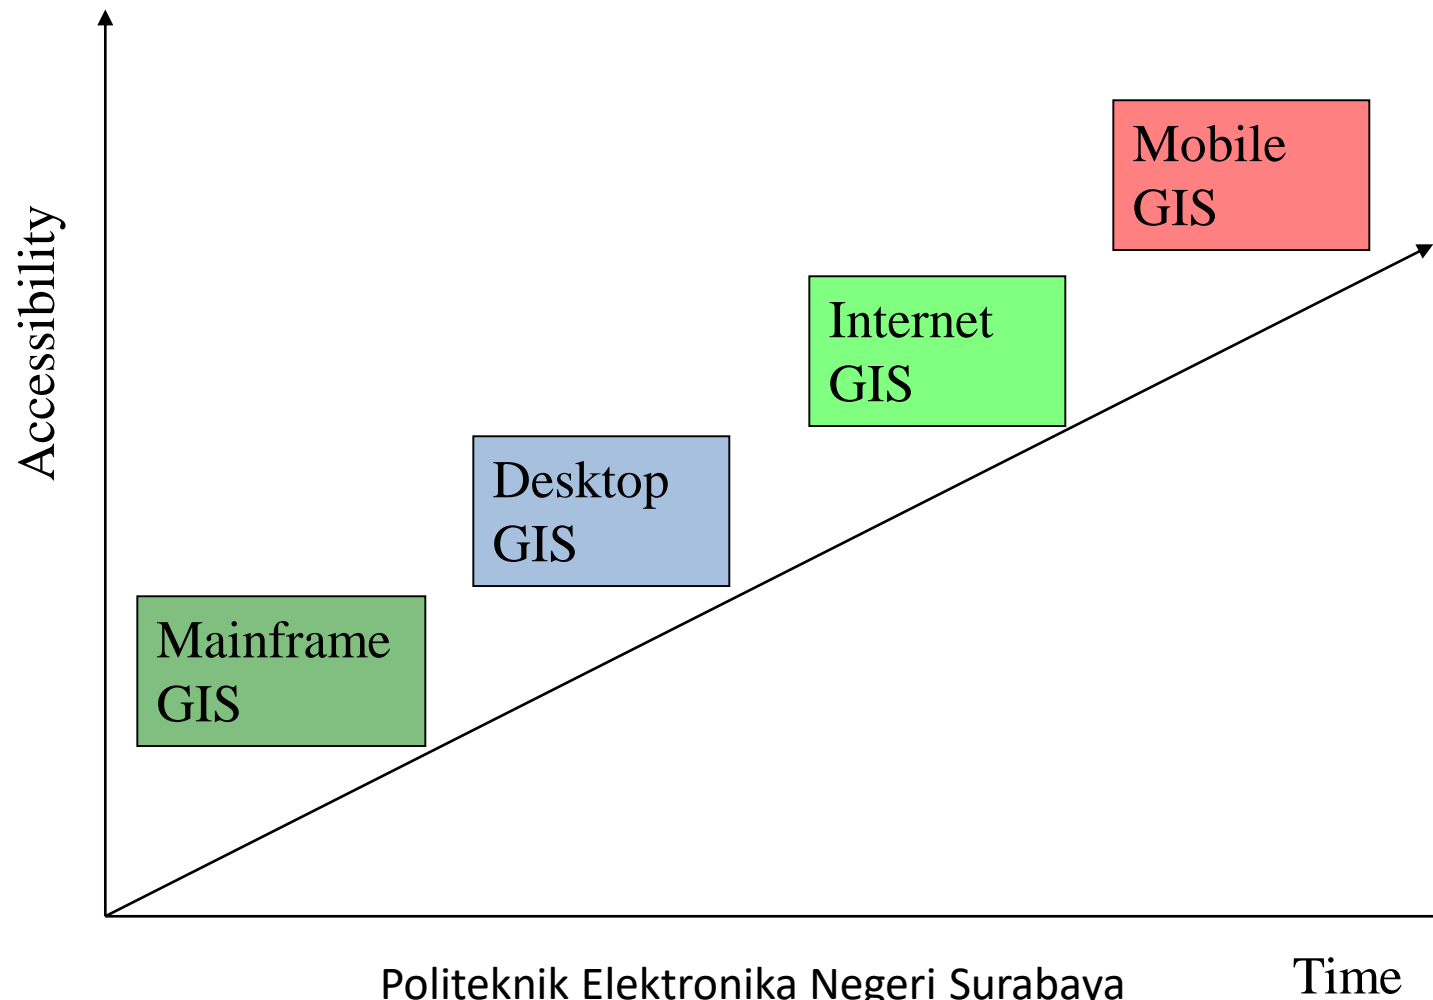 Mobile
GIS
Accessibility
Internet
GIS
Desktop
GIS
Mainframe
GIS
Politeknik Elektronika Negeri Surabaya
Time